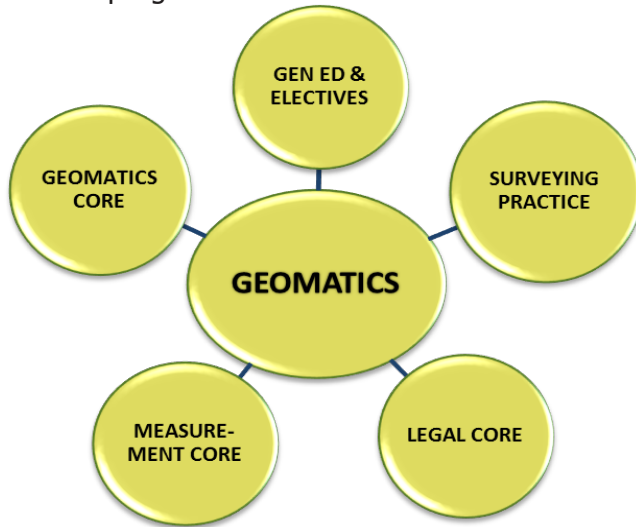 GEN ED &
ELECTIVES
GEOMATICS
CORE
SURVEYING
PRACTICE
GEOMATICS
MEASURE-
MENT CORE
LEGAL CORE